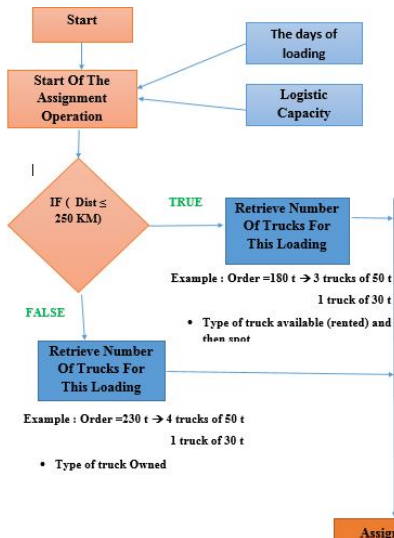 Start
The days of
loading
Start Of The
Assignment
Operation
Logistic
Capacity
IF ( Dist ≤
250 KM)
TRUE
Retrieve Number
Of Trucks For
This Loading
Example : Order =180 t → 3 trucks of 50 t
1 truck of 30 t
• Type of truck available (rented) and
then spot
FALSE
Retrieve Number
Of Trucks For
This Loading
Example : Order =230 t → 4 trucks of 50 t
1 truck of 30 t
• Type of truck Owned